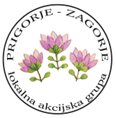 PRIGORJE - ZAGORJE
lokalna akcijska grupa